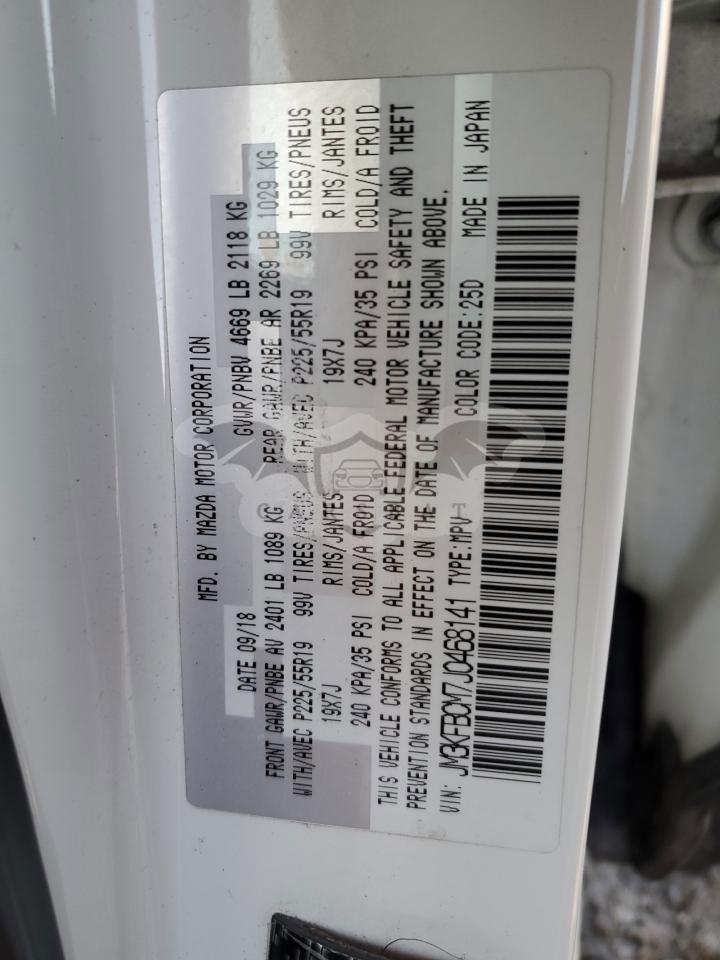 MFD. BY MAZDA MOTOR CORPORATION
DATE 09/18 GVWR/PNBV 4669 LB 2118 KG
FRONT GAWR/PNBE AV 2401 LB 1089 KG REAR GAWR/PNBE AR 2269 LB 1029 KG
WITH/AVEC P225/55R19 99V TIRES/PNEUS WITH/AVEC P225/55R19 99V TIRES/PNEUS
19X7J RIMS/JANTES 19X7J RIMS/JANTES
240 KPA/35 PSI COLD/A FROID 240 KPA/35 PSI COLD/A FROID
THIS VEHICLE CONFORMS TO ALL APPLICABLE FEDERAL MOTOR VEHICLE SAFETY AND THEFT
PREVENTION STANDARDS IN EFFECT ON THE DATE OF MANUFACTURE SHOWN ABOVE.
VIN: JM3KFBCM7J0468141 TYPE:MPV COLOR CODE:25D MADE IN JAPAN